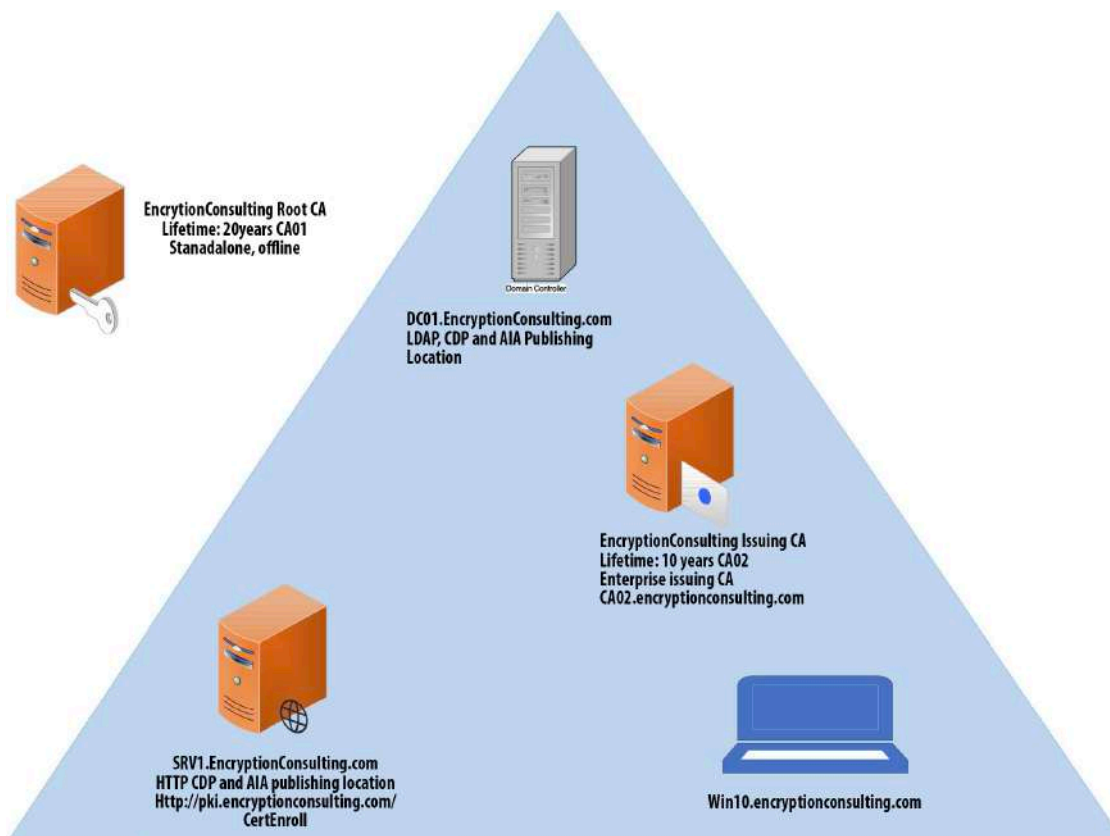 EncrytionConsulting Root CA
Lifetime: 20years CA01
Stanadalone, offline
Domain Controller
DC01.EncryptionConsulting.com
LDAP, CDP and AIA Publishing
Location
EncryptionConsulting Issuing CA
Lifetime: 10 years CA02
Enterprise issuing CA
CA02.encryptionconsulting.com
SRV1.EncryptionConsulting.com
HTTP CDP and AIA publishing location
Http://pki.encryptionconsulting.com/
CertEnroll
Win10.encryptionconsulting.com